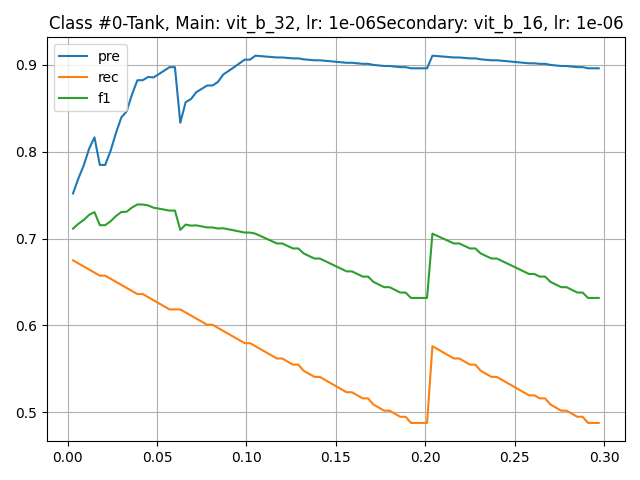 Class #0-Tank, Main: vit_b_32, lr: 1e-06Secondary: vit_b_16, lr: 1e-06
pre
rec
f1
0.9
0.8
0.7
0.6
0.5
0.00 0.05 0.10 0.15 0.20 0.25 0.30